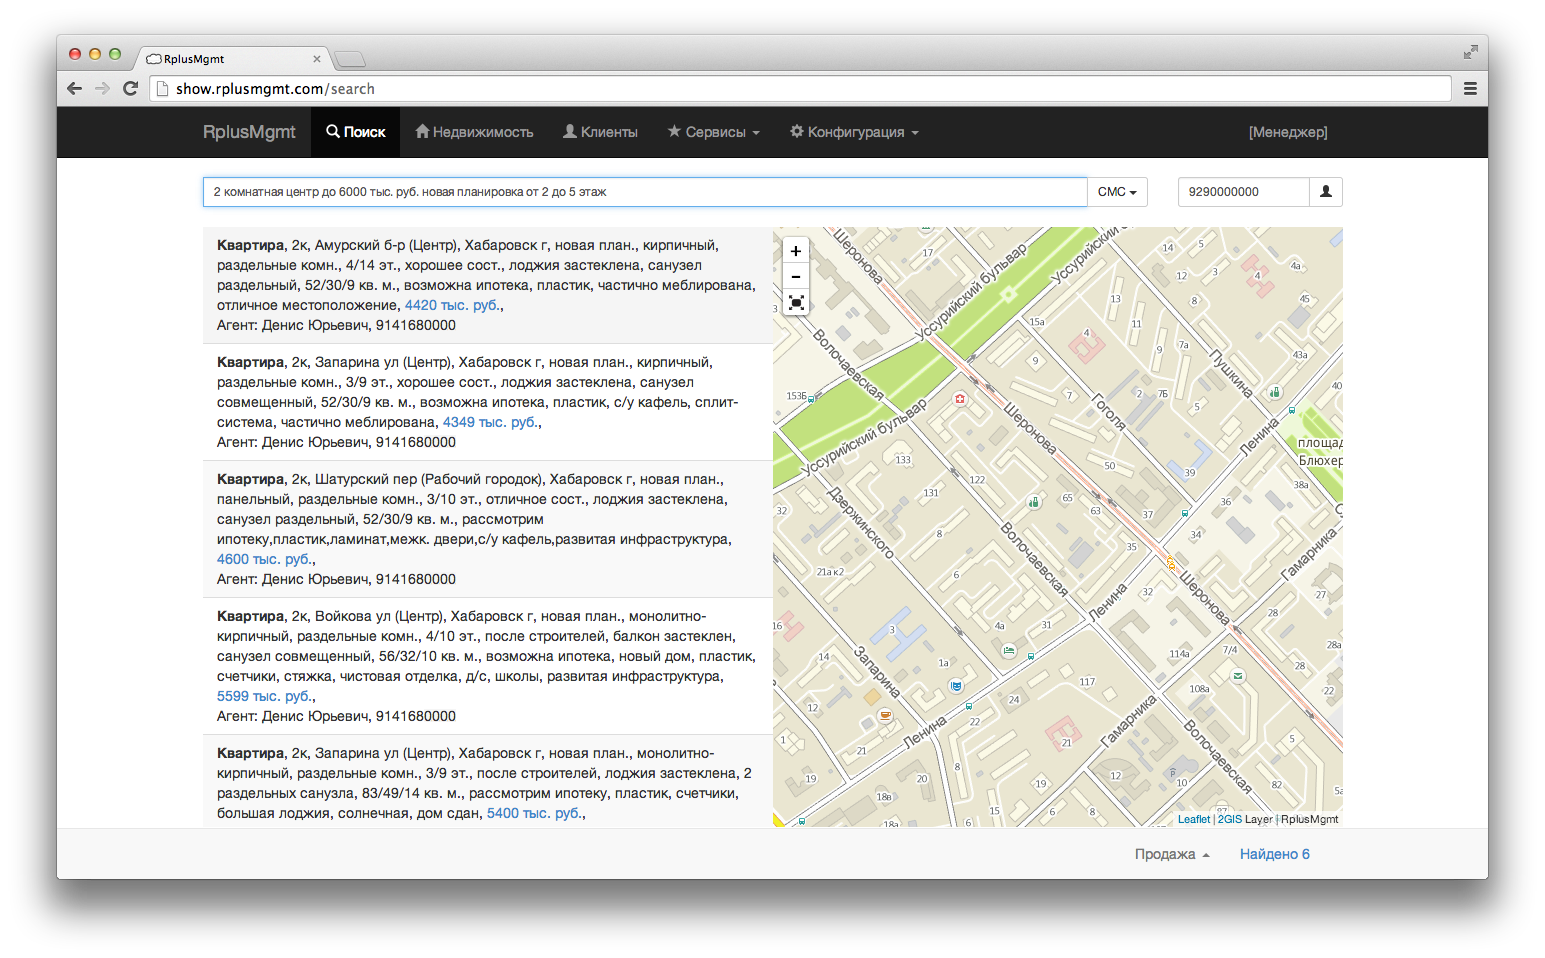 RplusMgmt
show.rplusmgmt.com/search
RplusMgmt Поиск Недвижимость Клиенты Сервисы Конфигурация [Менеджер]
2 комнатная центр до 6000 тыс. руб. новая планировка от 2 до 5 этаж СМС 9290000000
Квартира, 2к, Амурский б-р (Центр), Хабаровск г, новая план., кирпичный,
раздельные комн., 4/14 эт., хорошее сост., лоджия застеклена, санузел
раздельный, 52/30/9 кв. м., возможна ипотека, пластик, частично меблирована,
отличное местоположение, 4420 тыс. руб.,
Агент: Денис Юрьевич, 9141680000
Квартира, 2к, Запарина ул (Центр), Хабаровск г, новая план., кирпичный,
раздельные комн., 3/9 эт., хорошее сост., лоджия застеклена, санузел
совмещенный, 52/30/9 кв. м., возможна ипотека, пластик, с/у кафель, сплит-
система, частично меблирована, 4349 тыс. руб.,
Агент: Денис Юрьевич, 9141680000
Квартира, 2к, Шатурский пер (Рабочий городок), Хабаровск г, новая план.,
панельный, раздельные комн., 3/10 эт., отличное сост., лоджия застеклена,
санузел раздельный, 52/30/9 кв. м., рассмотрим
ипотеку,пластик,ламинат,межк. двери,с/у кафель,развитая инфраструктура,
4600 тыс. руб.,
Агент: Денис Юрьевич, 9141680000
Квартира, 2к, Войкова ул (Центр), Хабаровск г, новая план., монолитно-
кирпичный, раздельные комн., 4/10 эт., после строителей, балкон застеклен,
санузел совмещенный, 56/32/10 кв. м., возможна ипотека, новый дом, пластик,
счетчики, стяжка, чистовая отделка, д/с, школы, развитая инфраструктура,
5599 тыс. руб.,
Агент: Денис Юрьевич, 9141680000
Квартира, 2к, Запарина ул (Центр), Хабаровск г, новая план., монолитно-
кирпичный, раздельные комн., 3/9 эт., после строителей, лоджия застеклена, 2
раздельных санузла, 83/49/14 кв. м., рассмотрим ипотеку, пластик, счетчики,
большая лоджия, солнечная, дом сдан, 5400 тыс. руб.,
+
-
Шеронова
Уссурийский бульвар
Уссурийский
Волочаевская
Пушкина
Гоголя
Шеронова
Ленина
площад
Блюхер
Уссурийский бульвар
Дзержинского
Волочаевская
Гамарника
Шеронова
Ленина
Запарина
Ленина
Гамарника
Волочаевская
14
5
12
3
4а
11
8
45
13
15а
4
11
7а
9
43а
9
7
2
7Б
153Б
133
50
39
122
131
65
63
37
34
36
38а
32
35
33
21а к2
6
8
32
31
28
4
16
3
14
1а
114а
7/4
27
117
108а
22
12
24
22
1
21
21
19
20
8
12
10
82
5а
18в
18а
6
15
13
11
97
Leaflet | 2GIS Layer | RplusMgmt
Продажа Найдено 6